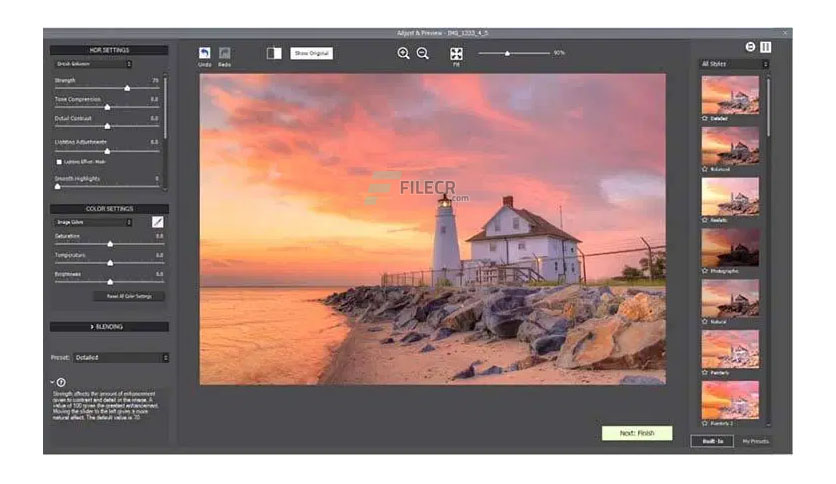 Adjust & Preview - IMG_1233_4_5
HDR SETTINGS
Strength 70
Tone Compression 0.0
Detail Contrast 0.0
Lighting Adjustments 0.0
Lighting Effects Mode
Smooth Highlights 0
COLOR SETTINGS
Image Colors
Saturation 0.0
Temperature 0.0
Brightness 0.0
Reset All Color Settings
BLENDING
Preset: Detailed
Strength affects the amount of enhancement
given to contrast and detail in the image. A
value of 100 gives the greatest enhancement.
Moving the slider to the left gives a more
natural effect. The default value is 70.
Undo Redo
Show Original
Fit
90%
FILECR
.com
Next: Finish
All Styles
Detailed
Balanced
Realistic
Photographic
Natural
Painterly
Painterly 2
Built-In My Presets